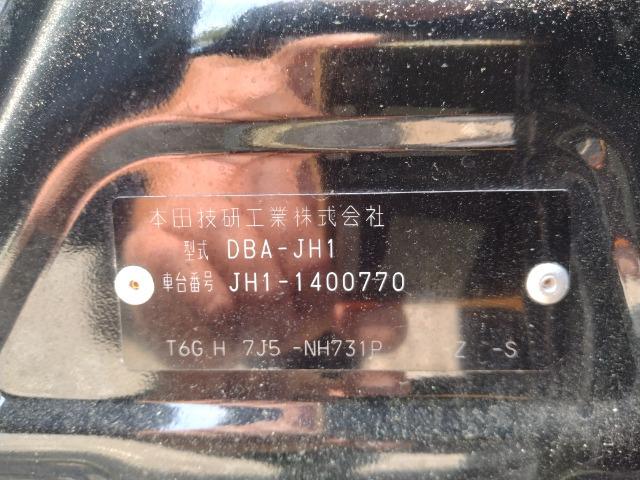 本田技研工業株式会社
型式 DBA-JH1
車台番号 JH1-1400770
T6G H 7J5 -NH731P Z -S